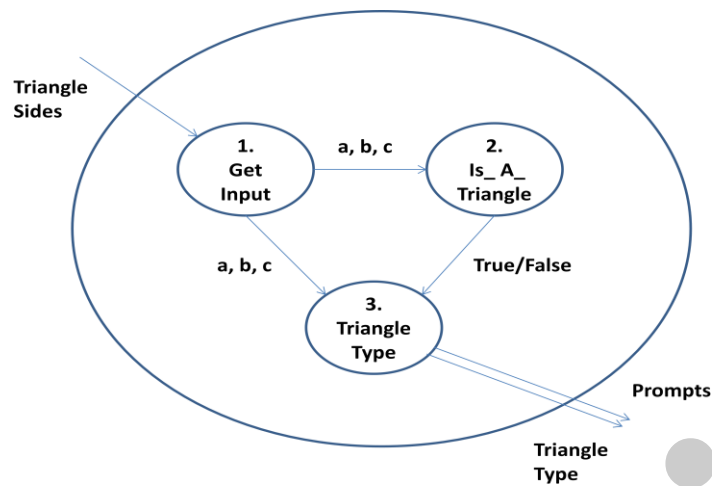 Triangle
Sides
1.
Get
Input
a, b, c
2.
Is_ A_
Triangle
a, b, c
True/False
3.
Triangle
Type
Prompts
Triangle
Type